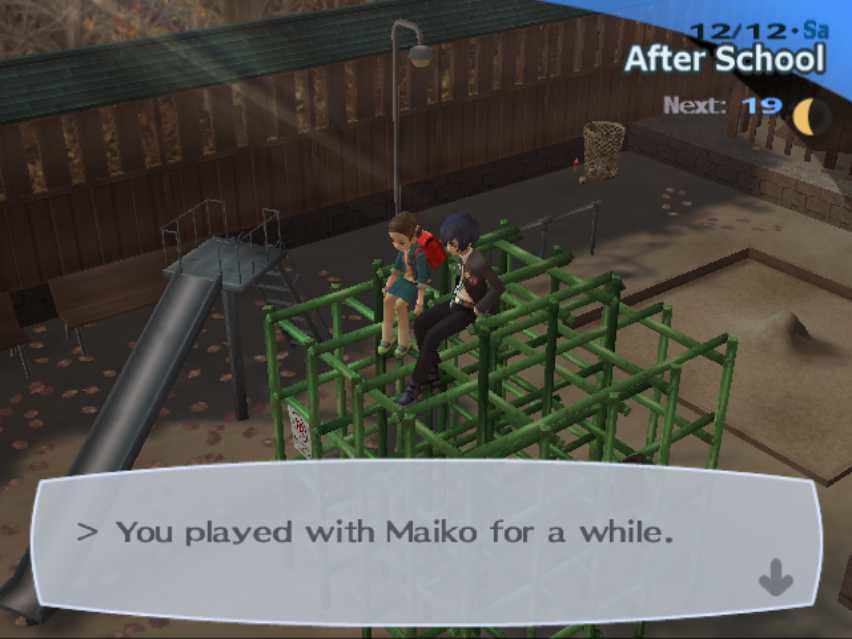 12/12・Sa
After School
Next: 19
> You played with Maiko for a while.